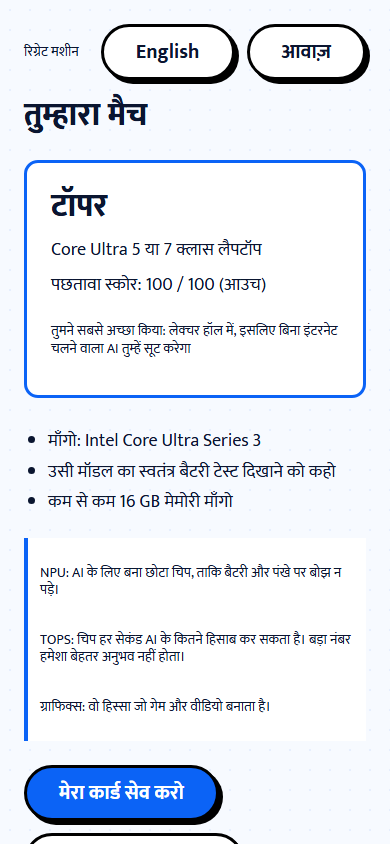 रिग्रेट मशीन
English
आवाज़
तुम्हारा मैच
टॉपर
Core Ultra 5 या 7 क्लास लैपटॉप
पछतावा स्कोर: 100 / 100 (आउच)
तुमने सबसे अच्छा किया: लेक्चर हॉल में, इसलिए बिना इंटरनेट
चलने वाला AI तुम्हें सूट करेगा
माँगो: Intel Core Ultra Series 3
उसी मॉडल का स्वतंत्र बैटरी टेस्ट दिखाने को कहो
कम से कम 16 GB मेमोरी माँगो
NPU: AI के लिए बना छोटा चिप, ताकि बैटरी और पंखे पर बोझ न
पड़े।
TOPS: चिप हर सेकंड AI के कितने हिसाब कर सकता है। बड़ा नंबर
हमेशा बेहतर अनुभव नहीं होता।
ग्राफिक्स: वो हिस्सा जो गेम और वीडियो बनाता है।
मेरा कार्ड सेव करो